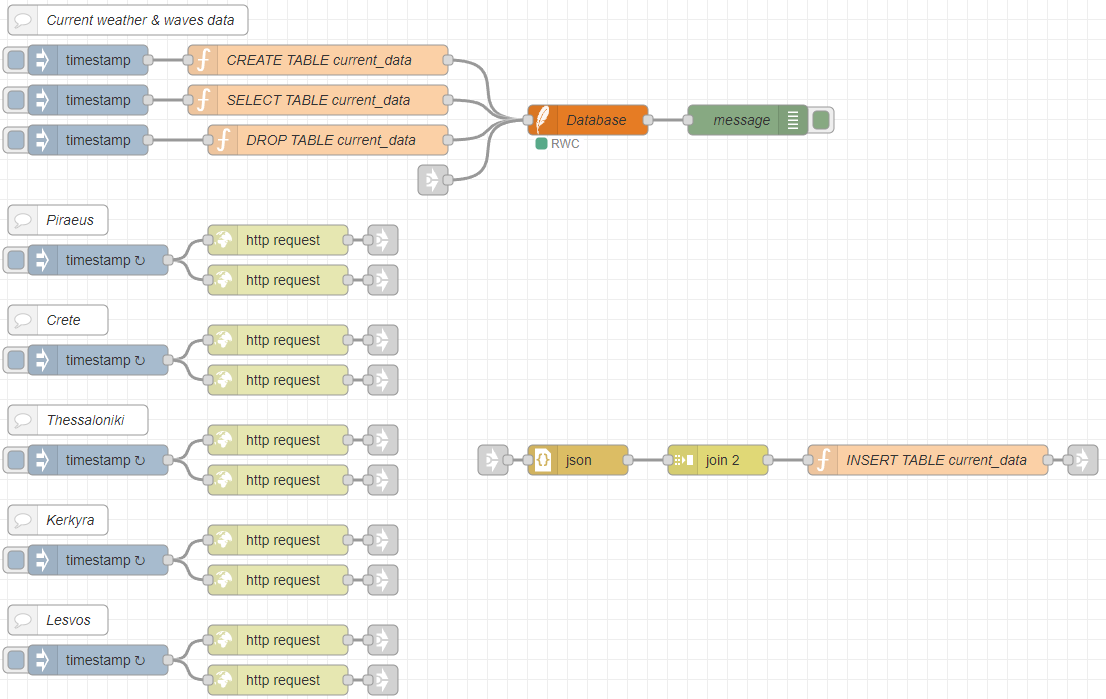 Current weather & waves data
timestamp
CREATE TABLE current_data
timestamp
SELECT TABLE current_data
Database
message
timestamp
DROP TABLE current_data
RWC
Piraeus
http request
timestamp ↻
http request
Crete
http request
timestamp ↻
http request
Thessaloniki
http request
timestamp ↻
json
join 2
INSERT TABLE current_data
http request
Kerkyra
http request
timestamp ↻
http request
Lesvos
http request
timestamp ↻
http request